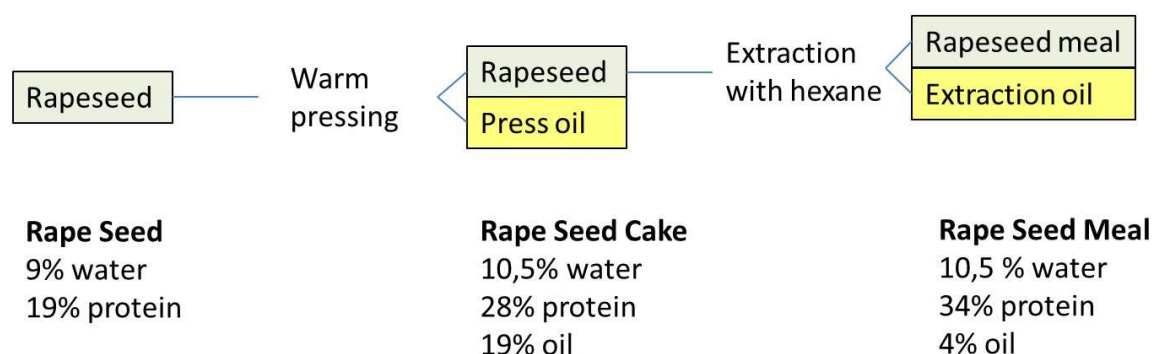 Rapeseed
Warm
pressing
Rapeseed
Press oil
Extraction
with hexane
Rapeseed meal
Extraction oil
Rape Seed
9% water
19% protein
Rape Seed Cake
10,5% water
28% protein
19% oil
Rape Seed Meal
10,5 % water
34% protein
4% oil